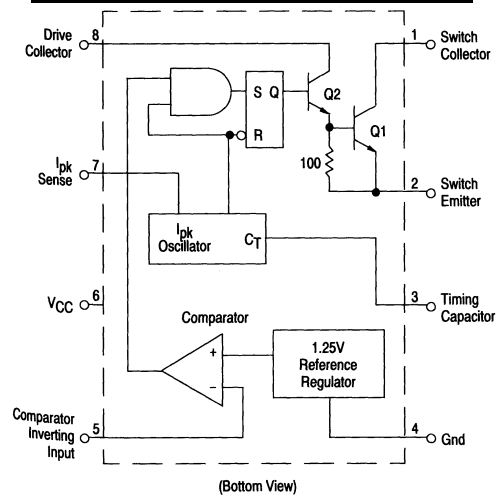 Drive
Collector
8
1
Switch
Collector
S Q
R
Q2
Q1
100
Ipk
Sense
7
2
Switch
Emitter
Ipk
Oscillator
CT
VCC
6
3
Timing
Capacitor
Comparator
+
–
1.25V
Reference
Regulator
Comparator
Inverting
Input
5
4
Gnd
(Bottom View)